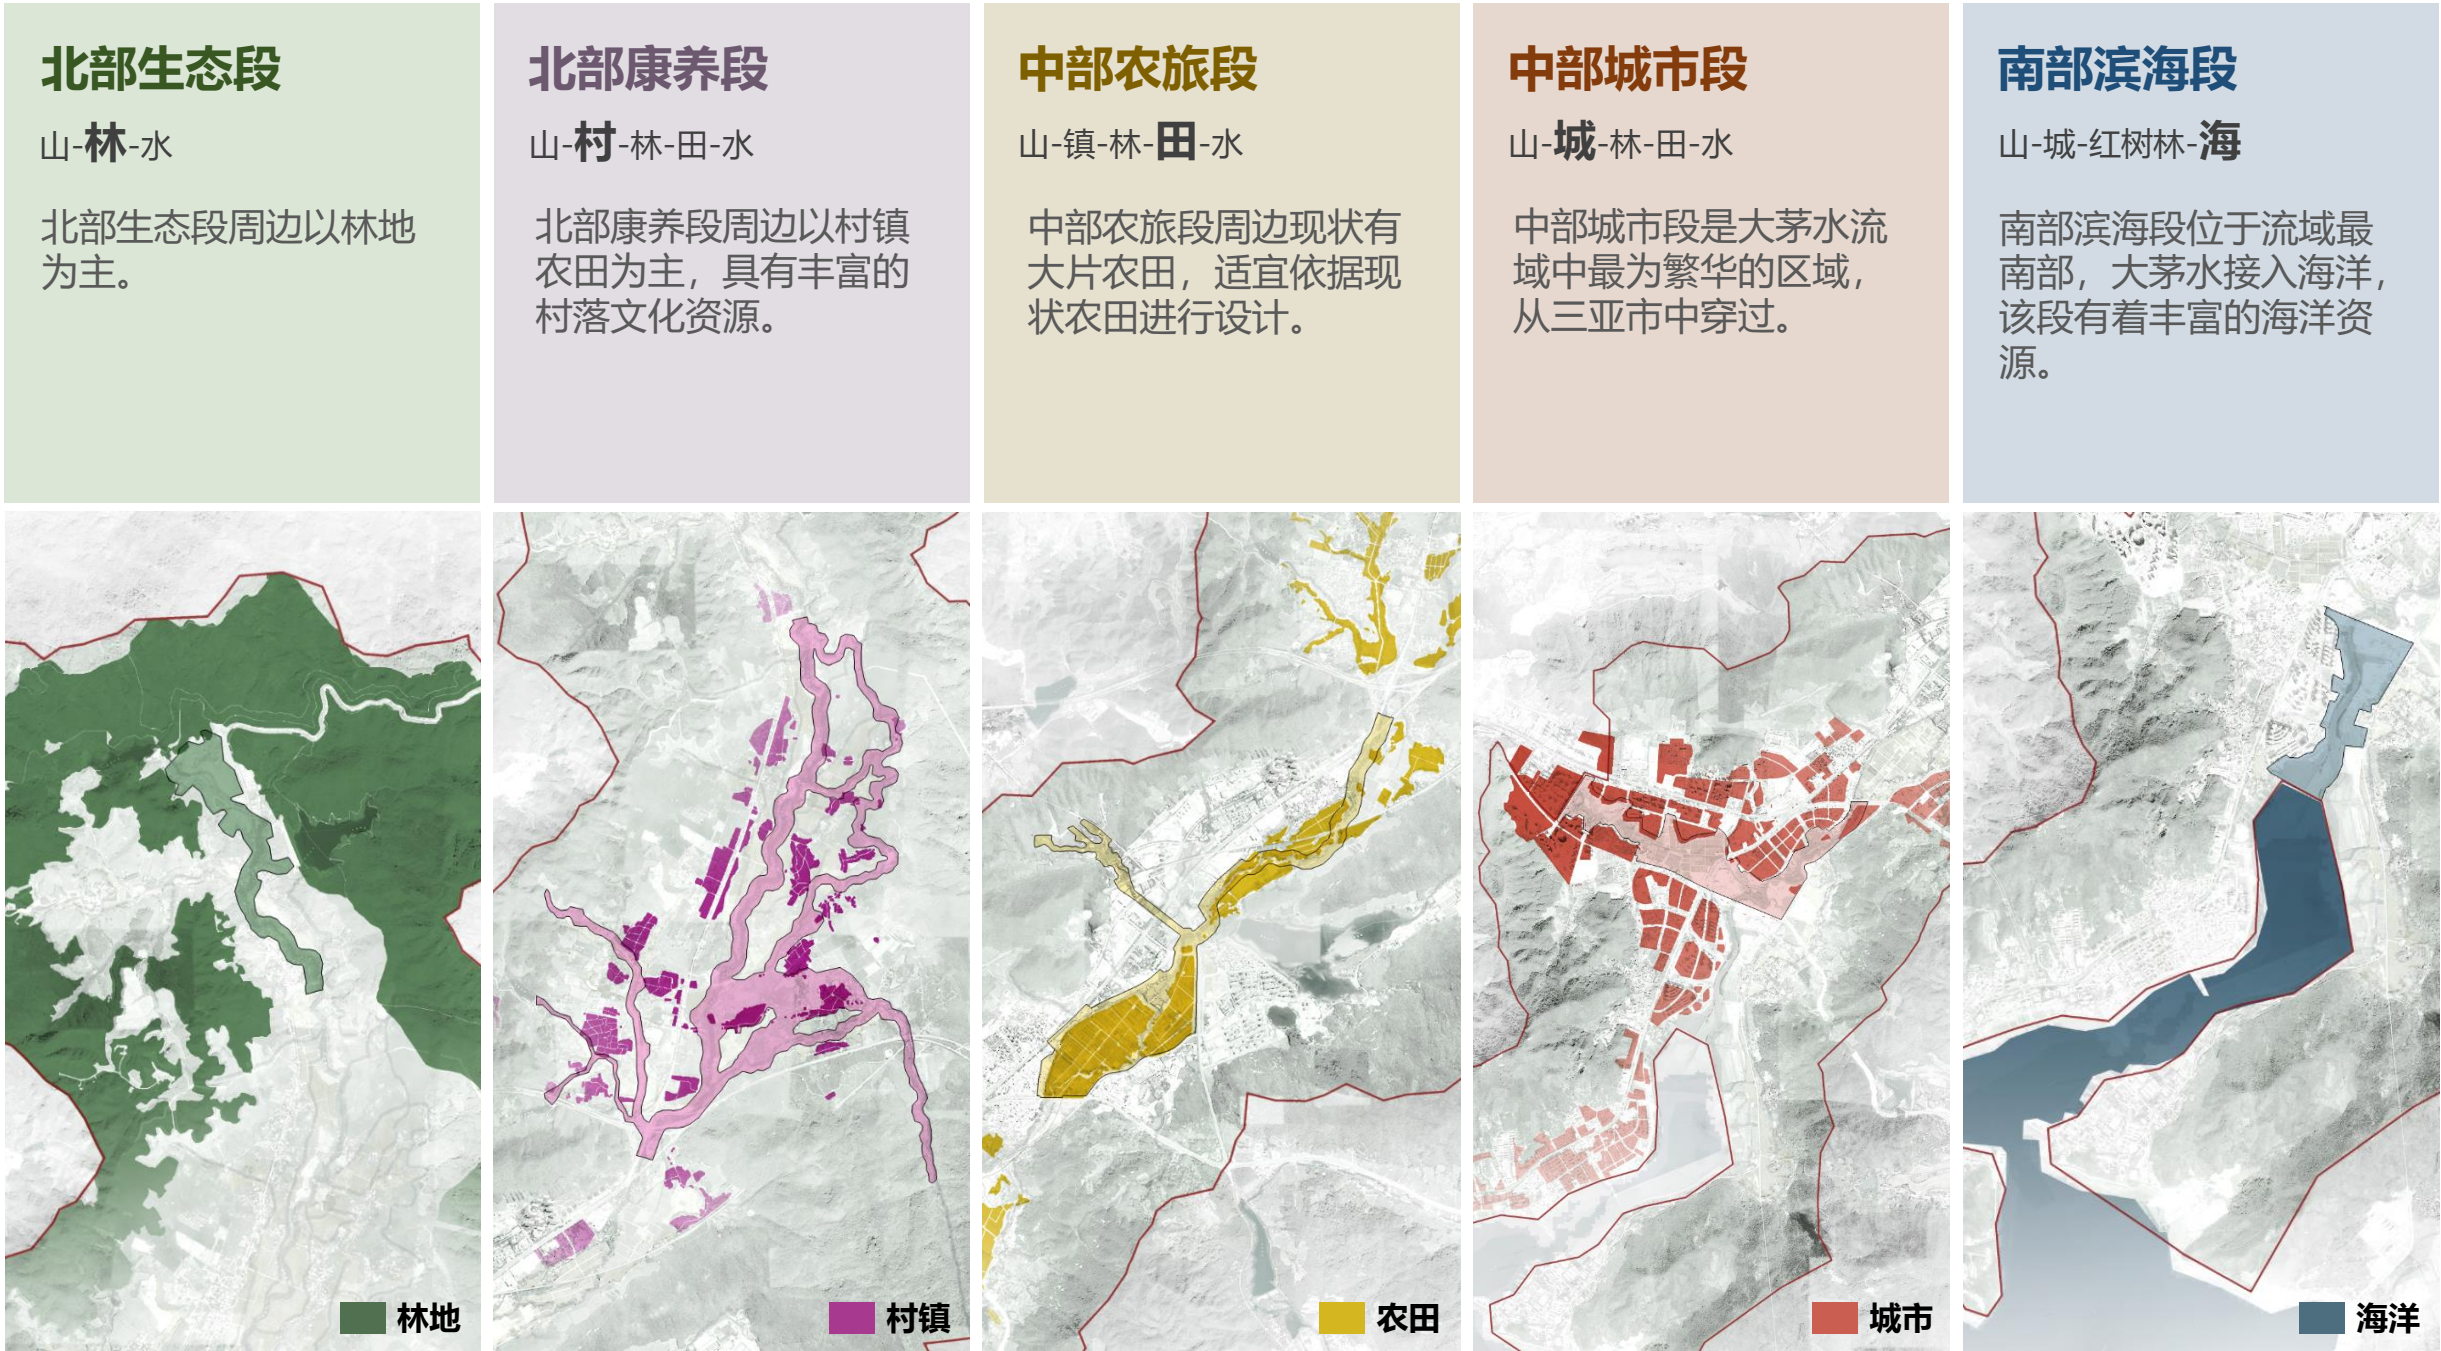 北部生态段
山-林-水
北部生态段周边以林地
为主。
北部康养段
山-村-林-田-水
北部康养段周边以村镇
农田为主，具有丰富的
村落文化资源。
中部农旅段
山-镇-林-田-水
中部农旅段周边现状有
大片农田，适宜依据现
状农田进行设计。
中部城市段
山-城-林-田-水
中部城市段是大茅水流
域中最为繁华的区域，
从三亚市中穿过。
南部滨海段
山-城-红树林-海
南部滨海段位于流域最
南部，大茅水接入海洋，
该段有着丰富的海洋资
源。
林地
村镇
农田
城市
海洋